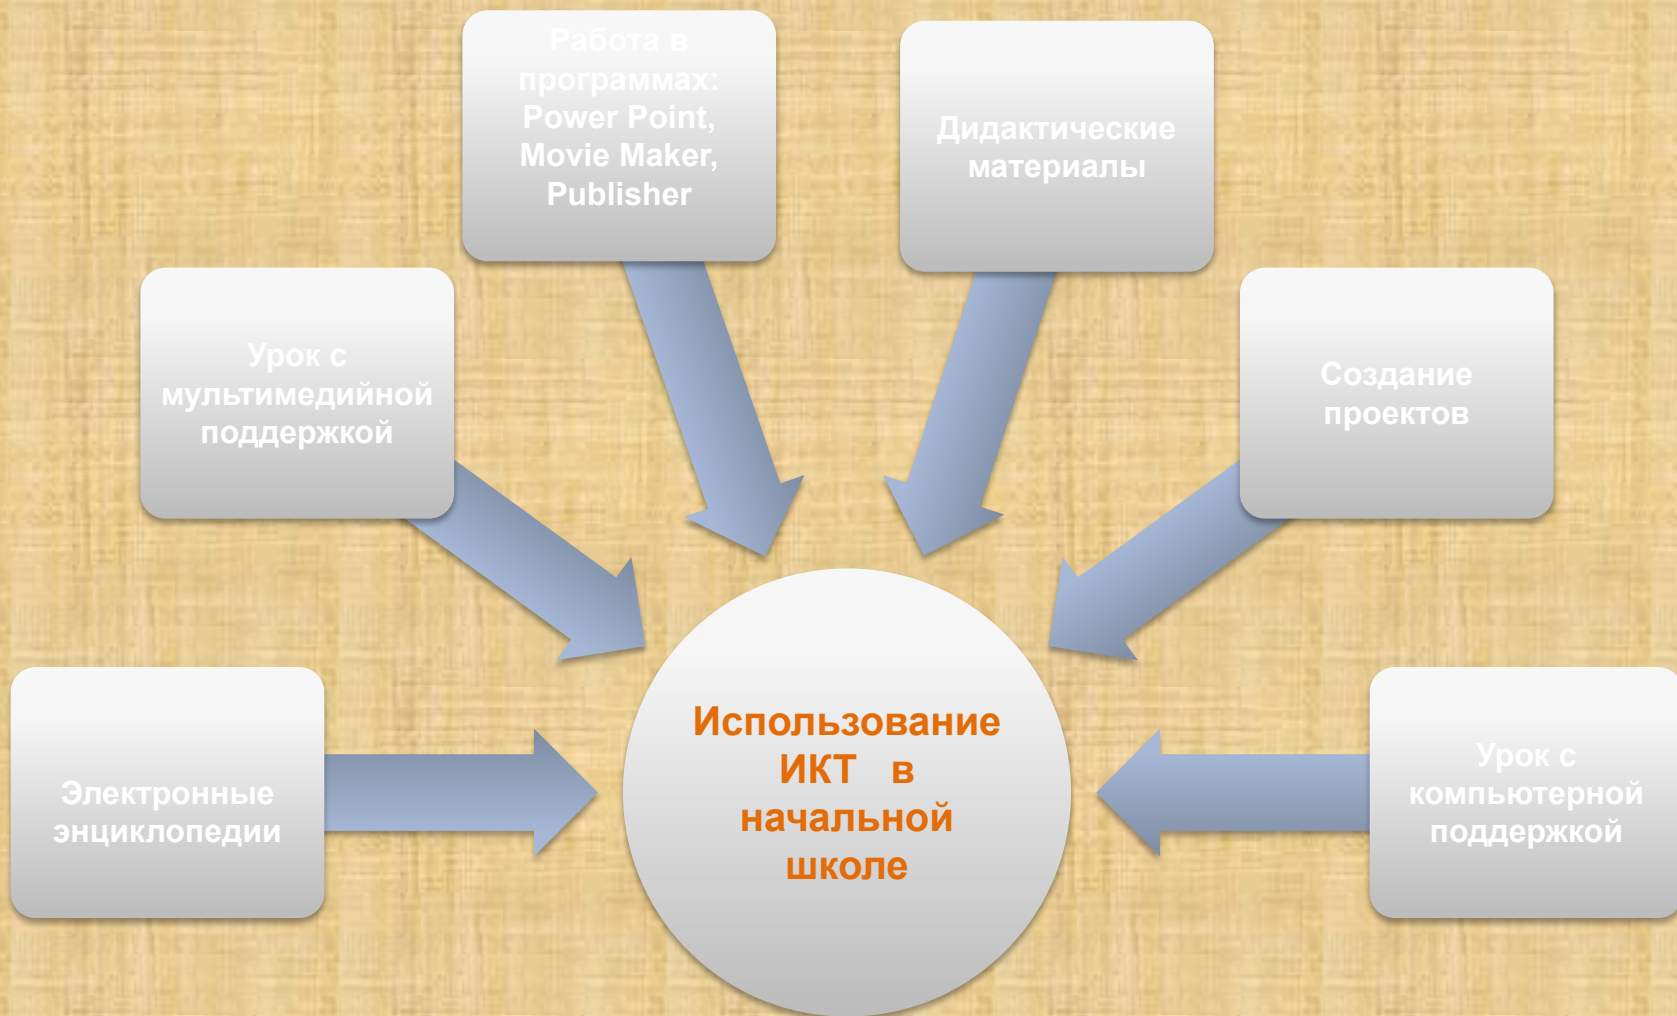 Работа в
программах:
Power Point,
Movie Maker,
Publisher
Дидактические
материалы
Урок с
мультимедийной
поддержкой
Создание
проектов
Электронные
энциклопедии
Использование
ИКТ в
начальной
школе
Урок с
компьютерной
поддержкой